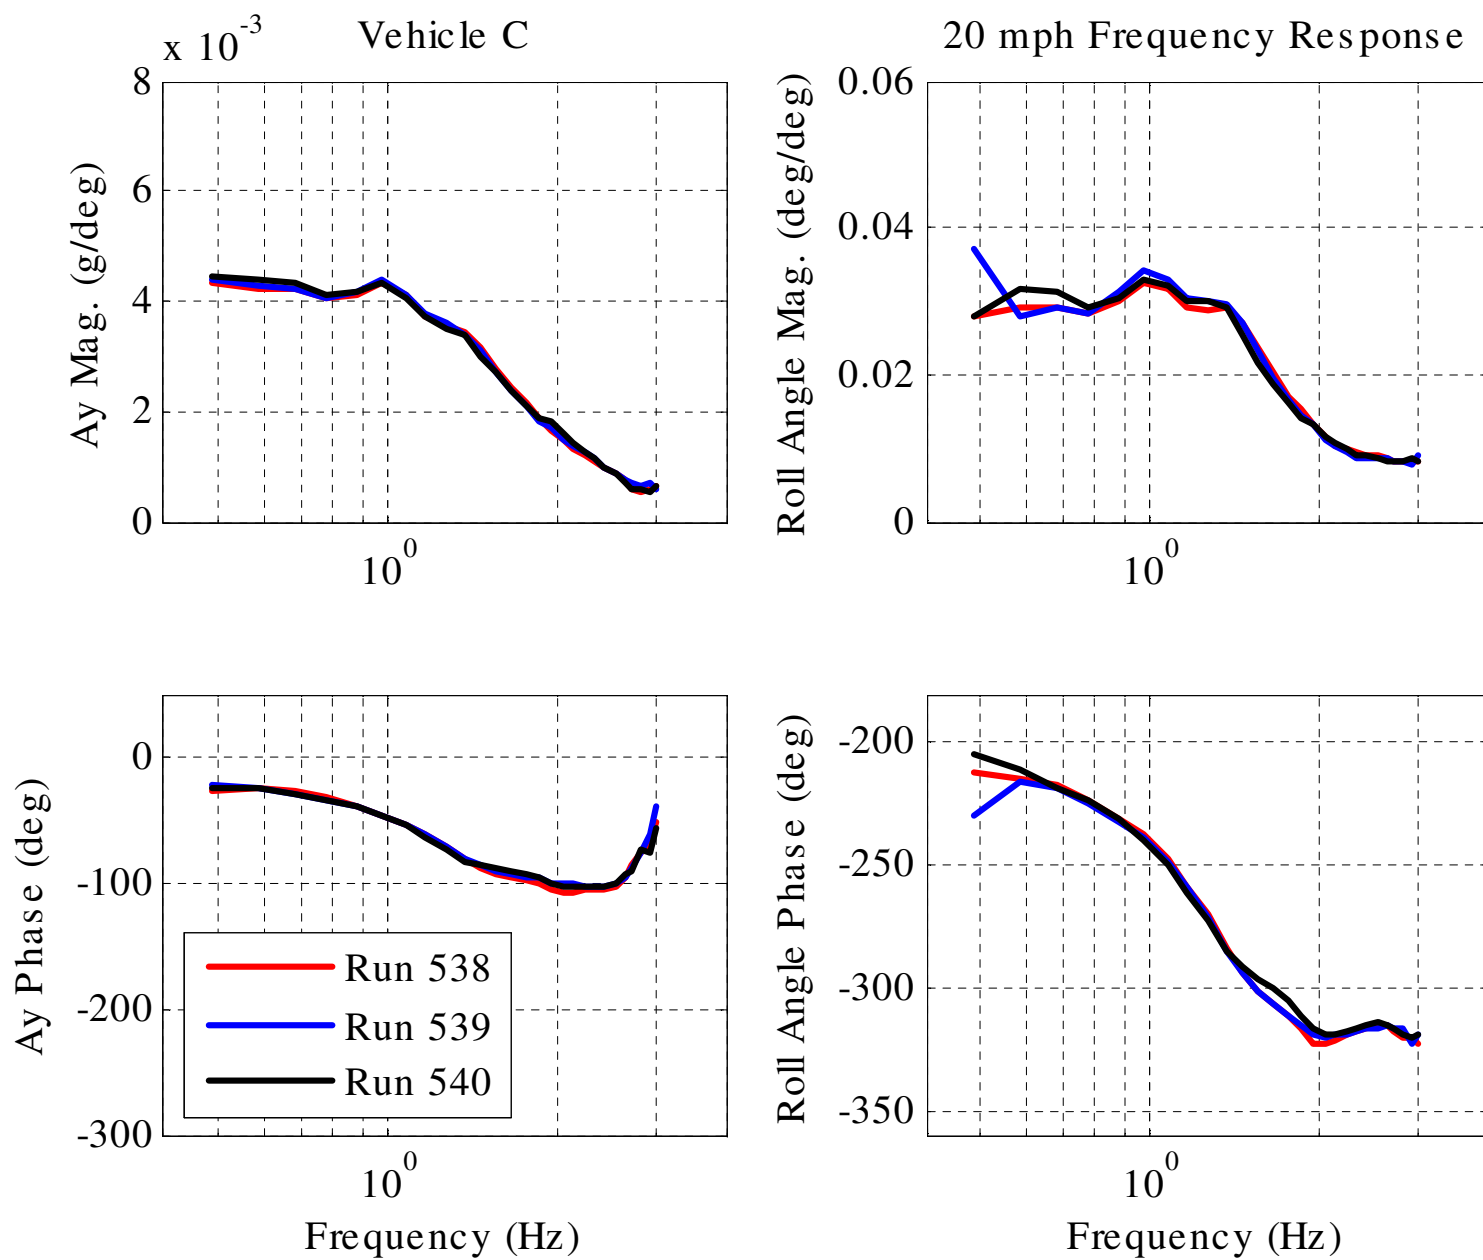 x 10^-3 Vehicle C
20 mph Frequency Response
Ay Mag. (g/deg)
8
6
4
2
0
10^0
Roll Angle Mag. (deg/deg)
0.06
0.04
0.02
0
10^0
Ay Phase (deg)
0
-100
-200
-300
Run 538
Run 539
Run 540
10^0
Frequency (Hz)
Roll Angle Phase (deg)
-200
-250
-300
-350
10^0
Frequency (Hz)